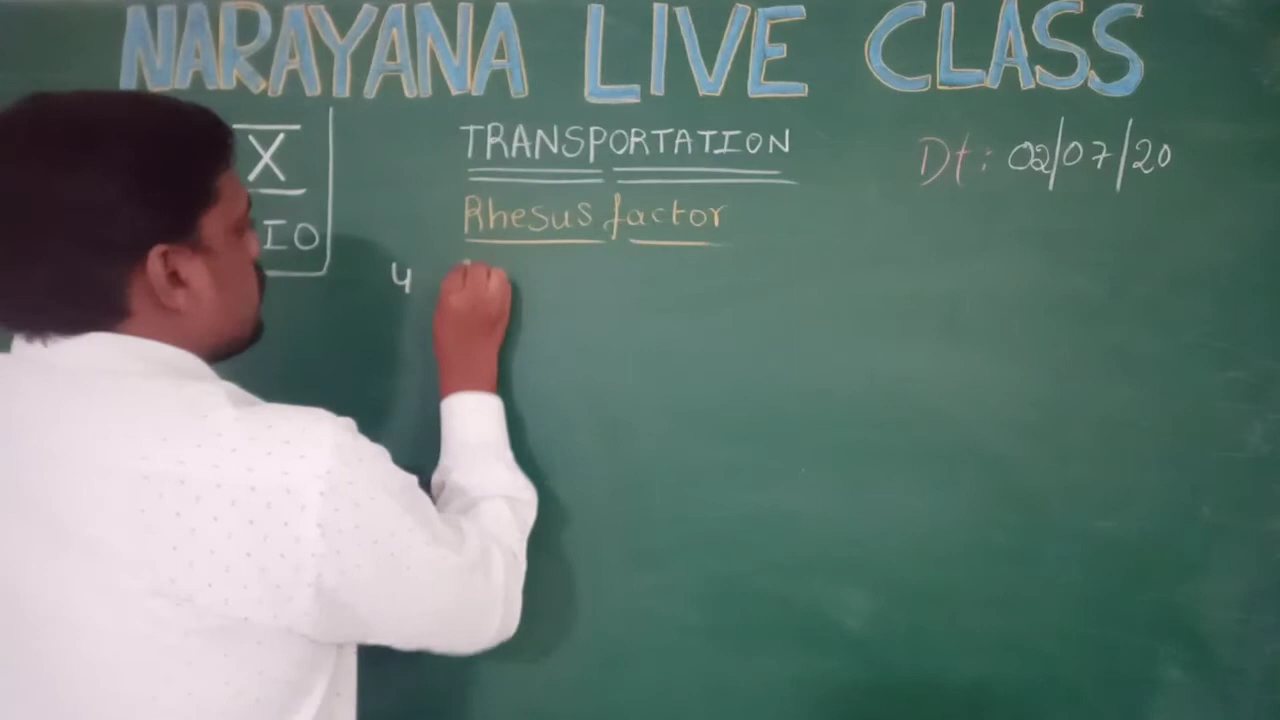 NARAYANA LIVE CLASS
X
IO
TRANSPORTATION
Dt: 02/07/20
Rhesus factor
4